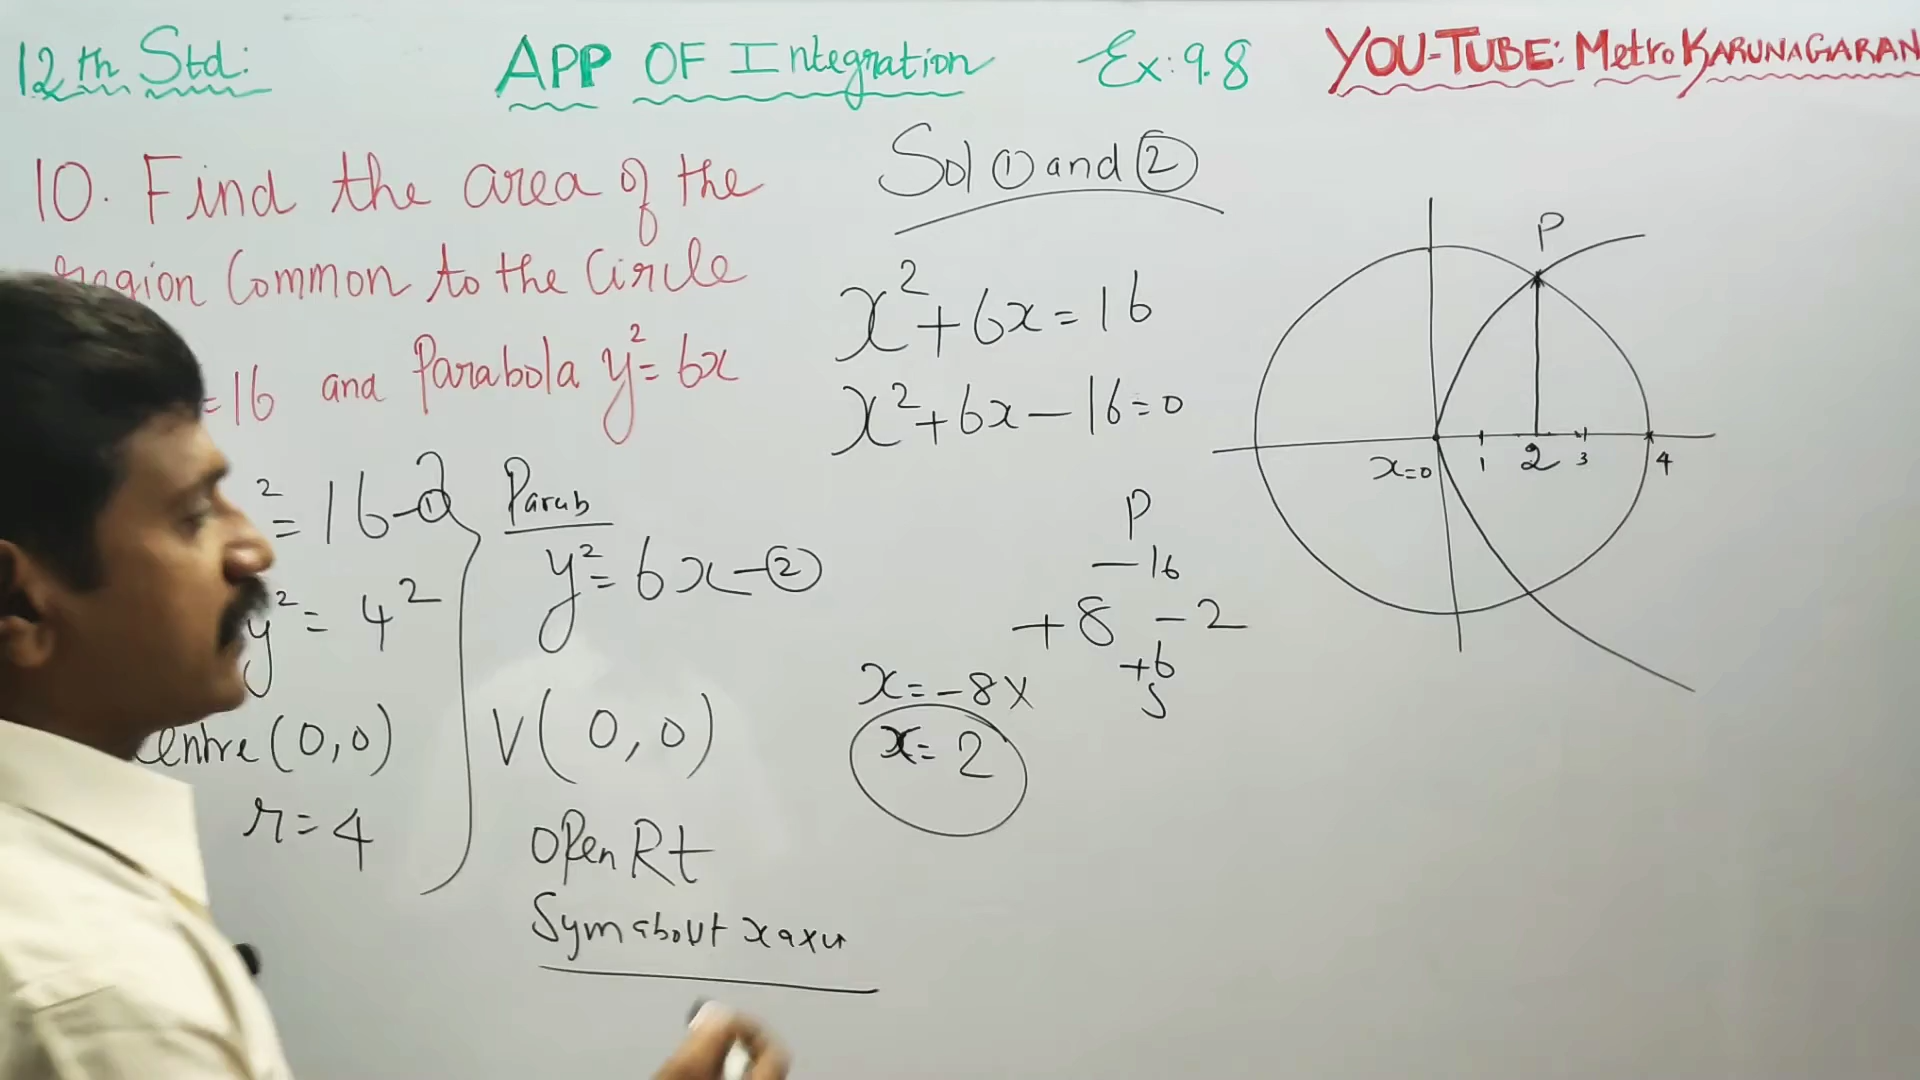 12th Std: APP OF Integration Ex: 9.8 YOU-TUBE: Metro KARUNAGARAN
10. Find the area of the
region Common to the Circle
=16 and Parabola y²= 6x
² = 16 - ①
y² = 4²
Centre (0,0)
r = 4
Parab
y² = 6x - ②
V(0,0)
Open Rt
Sym about x axis
Sol ① and ②
x² + 6x = 16
x² + 6x - 16 = 0
P
-16
+8 -2
+6
S
x = -8 X
x = 2
P
x=0 1 2 3 4